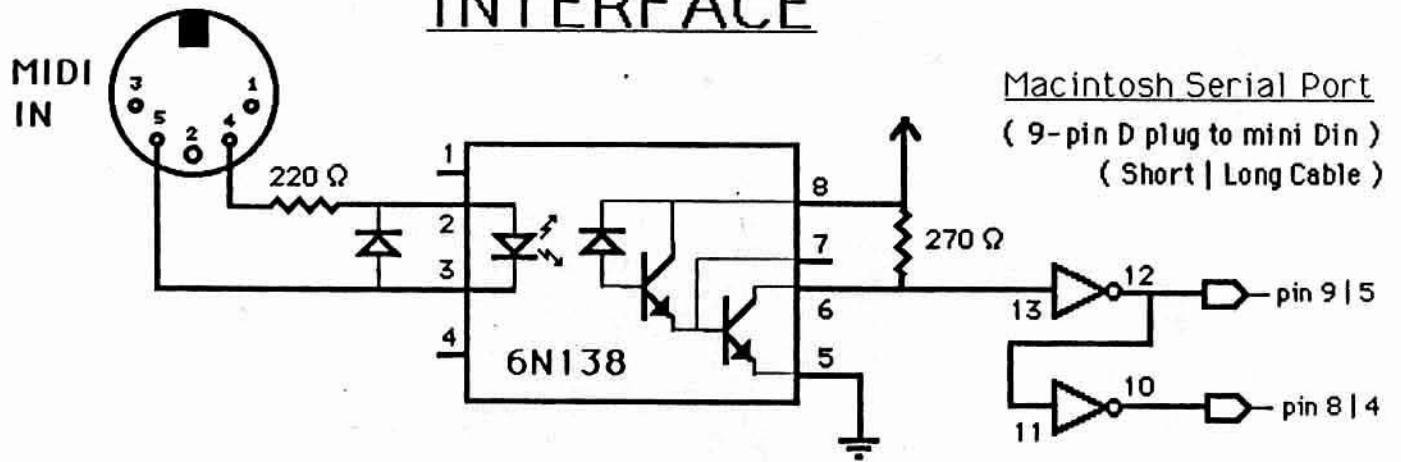 INTERFACE
MIDI
IN
3
1
5
2
4
220 Ω
1
2
3
4
6N138
8
7
6
5
270 Ω
Macintosh Serial Port
( 9-pin D plug to mini Din )
( Short | Long Cable )
13
12
pin 9 | 5
11
10
pin 8 | 4